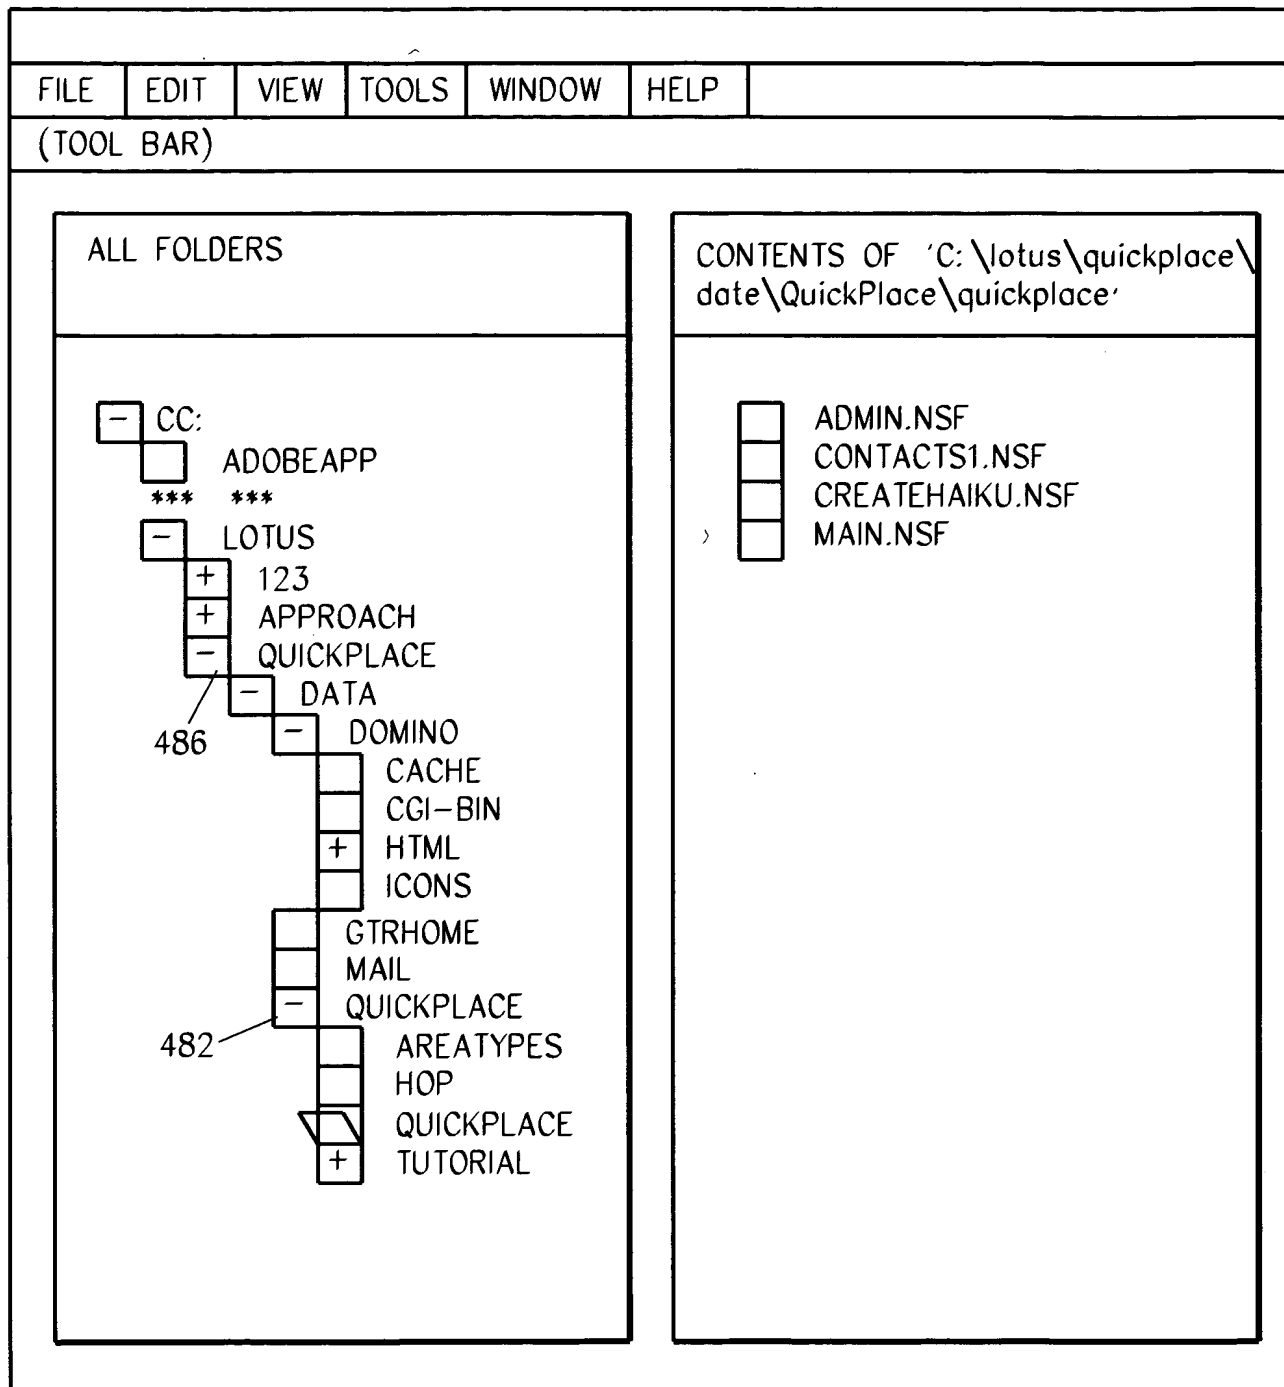 FILE EDIT VIEW TOOLS WINDOW HELP
(TOOL BAR)
ALL FOLDERS
- CC:
ADOBEAPP
*** ***
- LOTUS
+ 123
+ APPROACH
- QUICKPLACE
486
- DATA
- DOMINO
CACHE
CGI-BIN
+ HTML
ICONS
GTRHOME
MAIL
- QUICKPLACE
482
AREATYPES
HOP
QUICKPLACE
+ TUTORIAL
CONTENTS OF 'C:\lotus\quickplace\
date\QuickPlace\quickplace'
ADMIN.NSF
CONTACTS1.NSF
CREATEHAIKU.NSF
MAIN.NSF